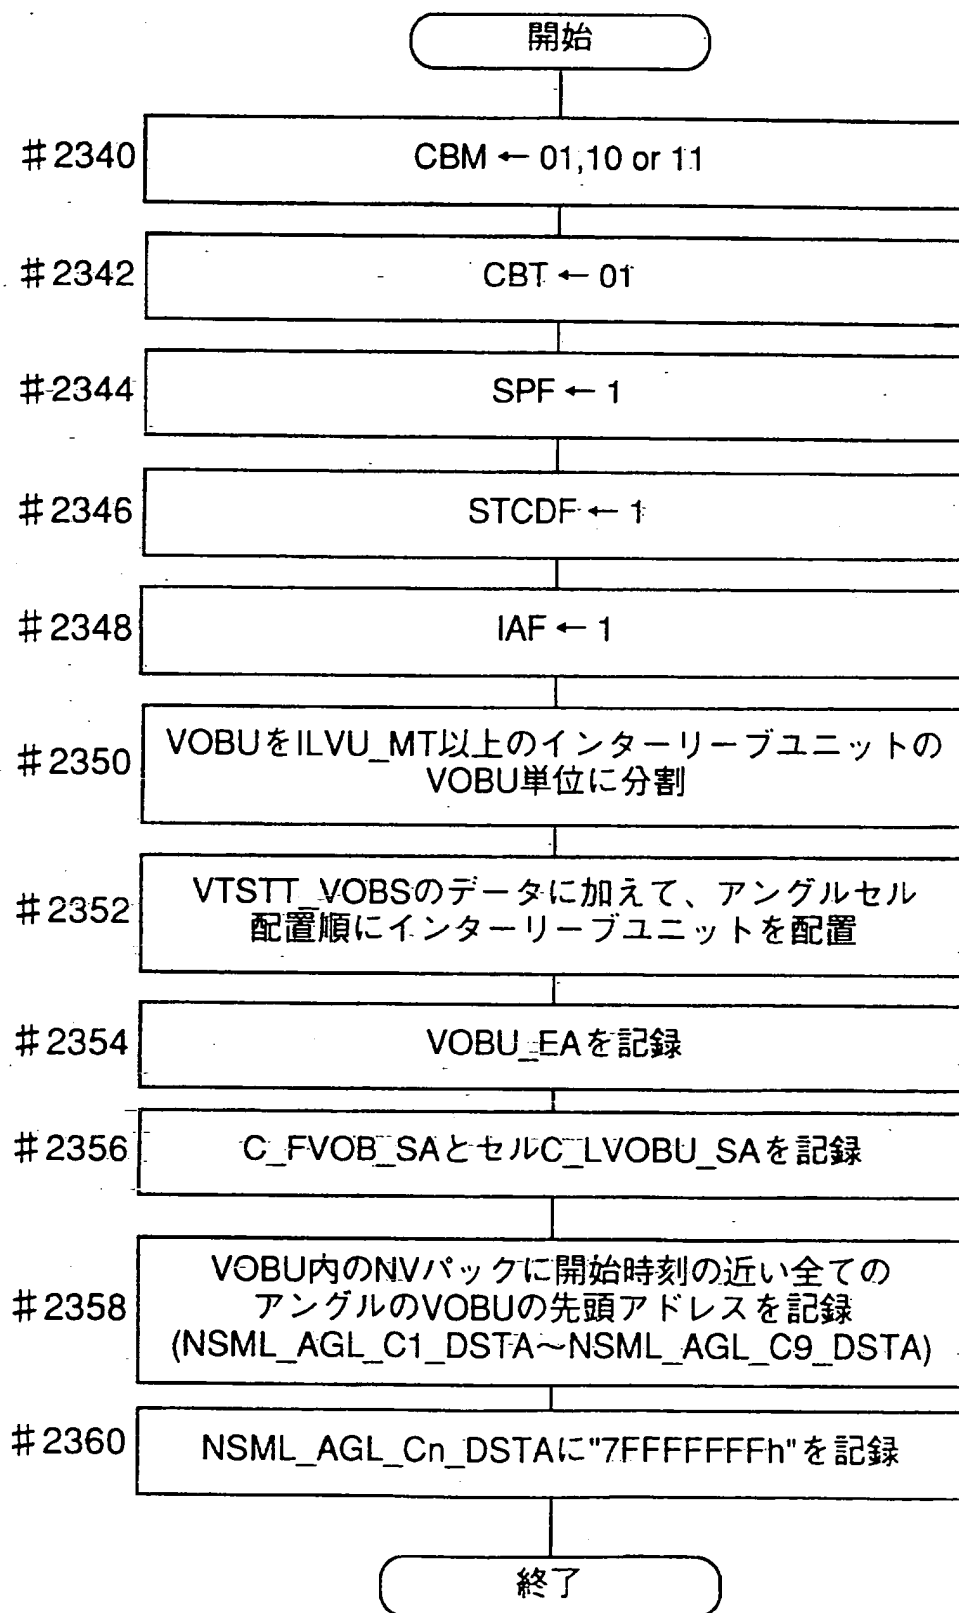 開始
#2340
CBM ← 01,10 or 11
#2342
CBT ← 01
#2344
SPF ← 1
#2346
STCDF ← 1
#2348
IAF ← 1
#2350
VOBUをILVU_MT以上のインターリーブユニットの
VOBU単位に分割
#2352
VTSTT_VOBSのデータに加えて、アングルセル
配置順にインターリーブユニットを配置
#2354
VOBU_EAを記録
#2356
C_FVOB_SAとセルC_LVOBU_SAを記録
#2358
VOBU内のNVパックに開始時刻の近い全ての
アングルのVOBUの先頭アドレスを記録
(NSML_AGL_C1_DSTA～NSML_AGL_C9_DSTA)
#2360
NSML_AGL_Cn_DSTAに"7FFFFFFFh"を記録
終了